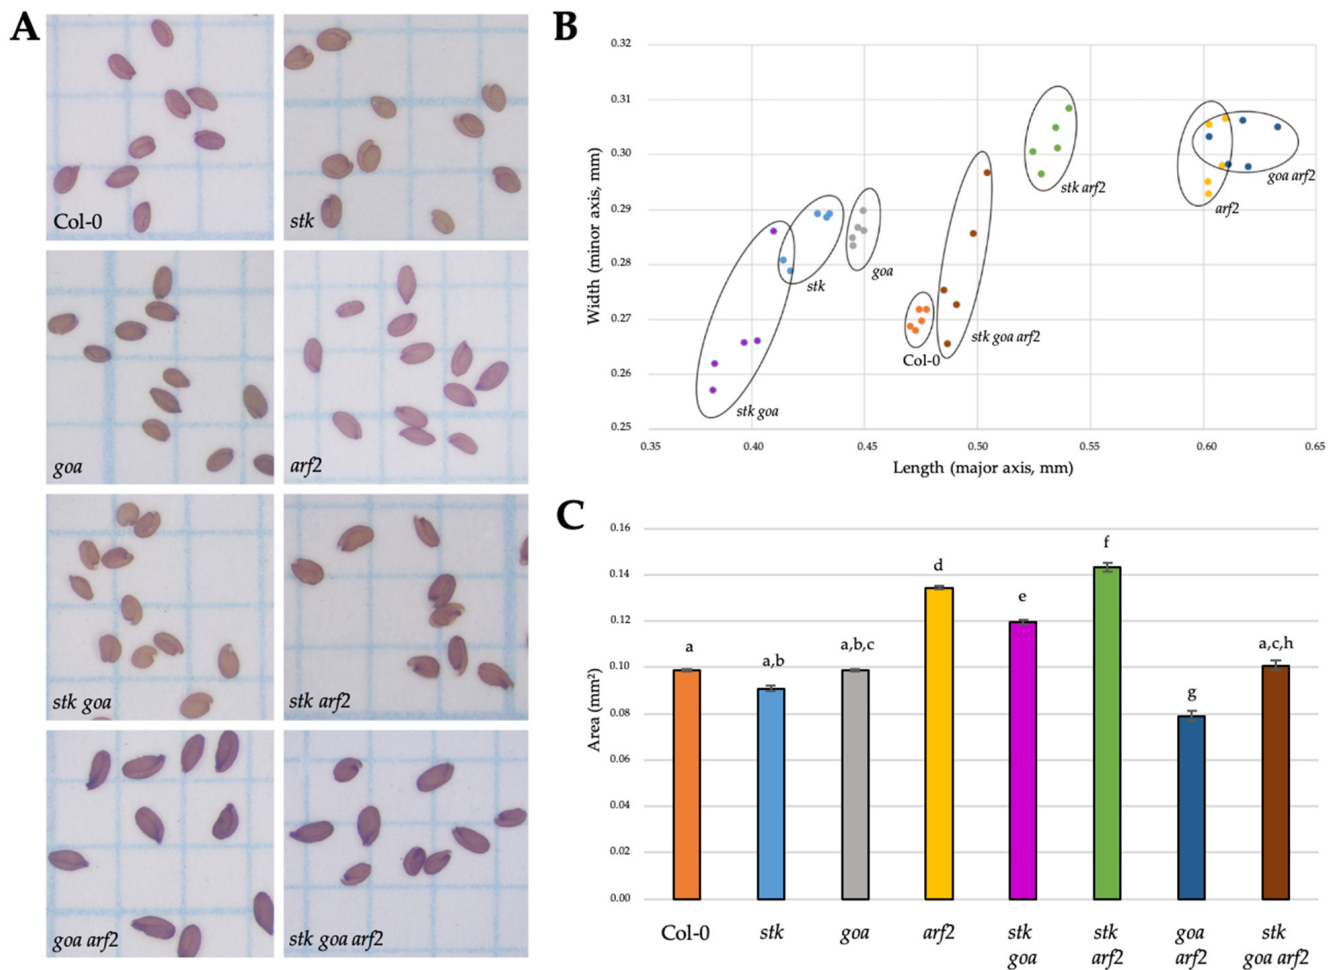 A
Col-0
stk
goa
arf2
stk goa
stk arf2
goa arf2
stk goa arf2
B
Width (minor axis, mm)
0.32
0.31
0.30
0.29
0.28
0.27
0.26
0.25
stk goa
stk
goa
Col-0
stk goa arf2
stk arf2
arf2
goa arf2
0.35 0.40 0.45 0.50 0.55 0.60 0.65
Length (major axis, mm)
C
Area (mm²)
0.16
0.14
0.12
0.10
0.08
0.06
0.04
0.02
0.00
a
a,b
a,b,c
d
e
f
g
a,c,h
Col-0 stk goa arf2 stk stk goa stk
goa arf2 arf2 goa arf2